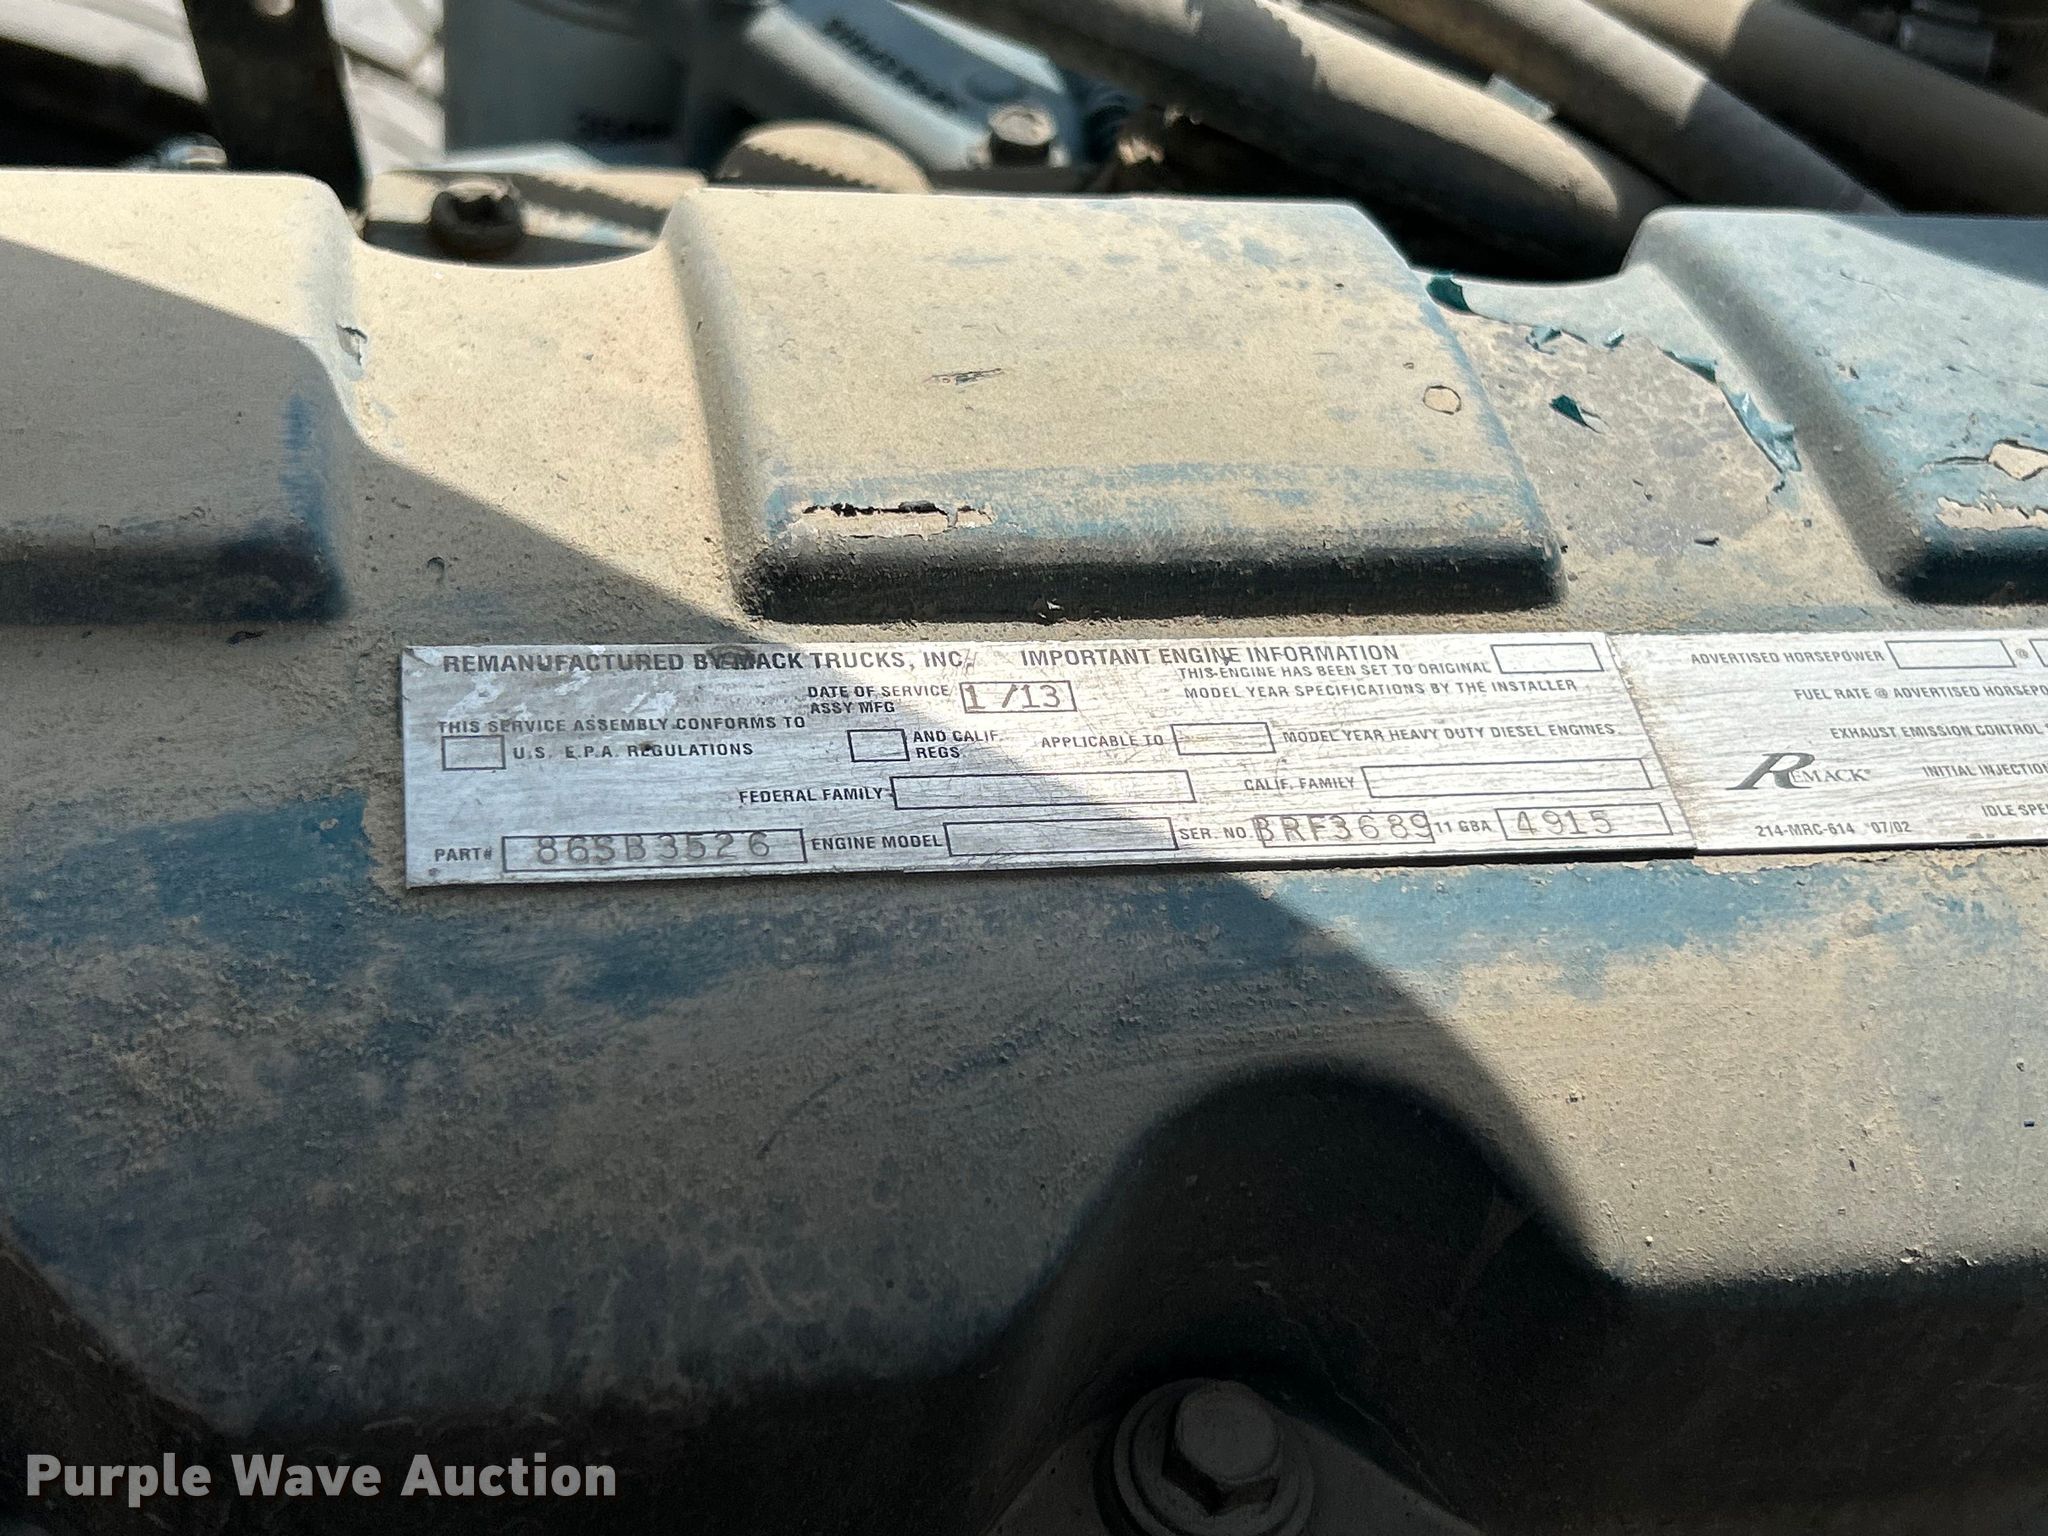 REMANUFACTURED BY MACK TRUCKS, INC. IMPORTANT ENGINE INFORMATION
THIS ENGINE HAS BEEN SET TO ORIGINAL
DATE OF SERVICE ASSY MFG 1/13 MODEL YEAR SPECIFICATIONS BY THE INSTALLER
THIS SERVICE ASSEMBLY CONFORMS TO
U.S. E.P.A. REGULATIONS AND CALIF. REGS APPLICABLE TO MODEL YEAR HEAVY DUTY DIESEL ENGINES
FEDERAL FAMILY CALIF. FAMILY
PART# 86SB3526 ENGINE MODEL SER. NO. BRF3689 11 GBA 4915
ADVERTISED HORSEPOWER @
FUEL RATE @ ADVERTISED
EXHAUST EMISSION CONTROL
REMACK® INITIAL
IDLE
214-MRC-614 07/02
Purple Wave Auction